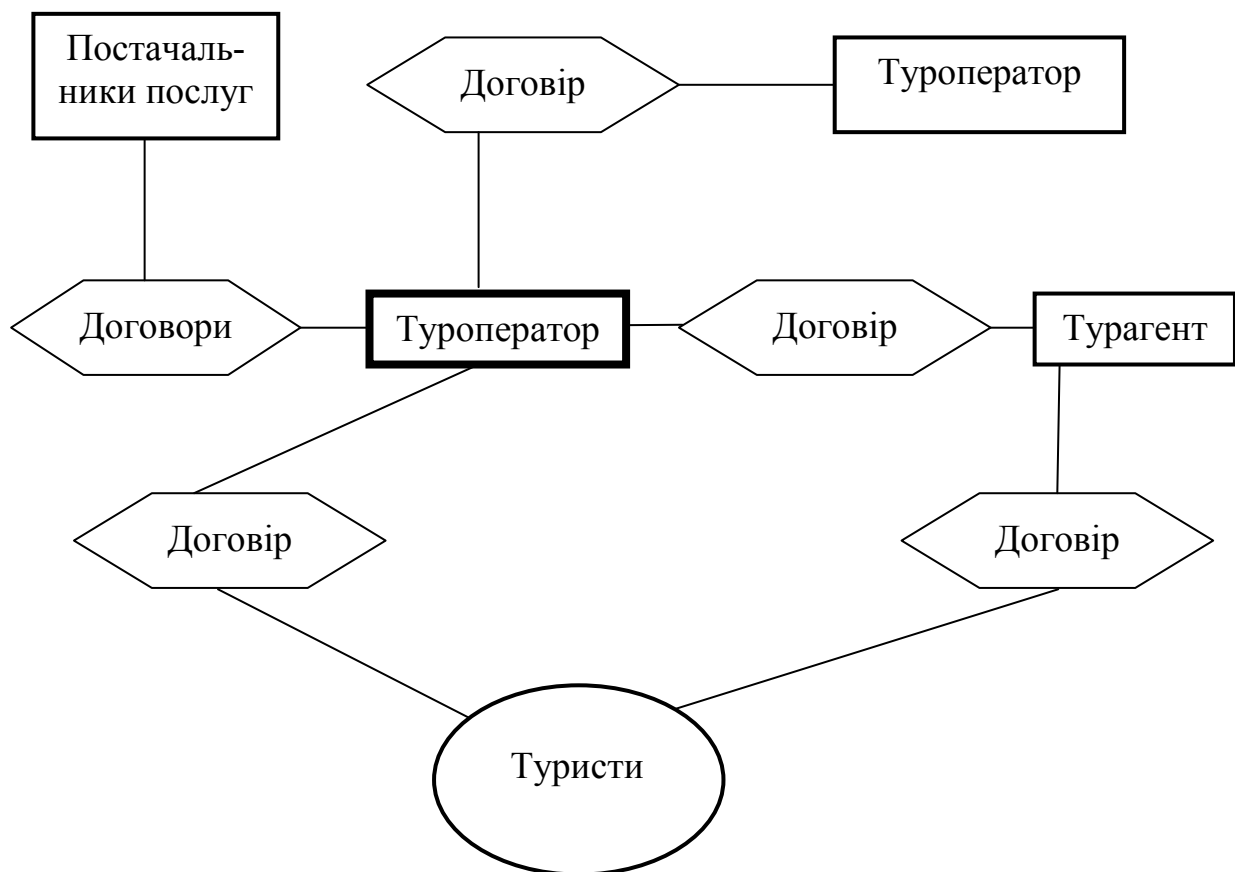 Постачаль-
ники послуг
Договір
Туроператор
Договори
Туроператор
Договір
Турагент
Договір
Договір
Туристи